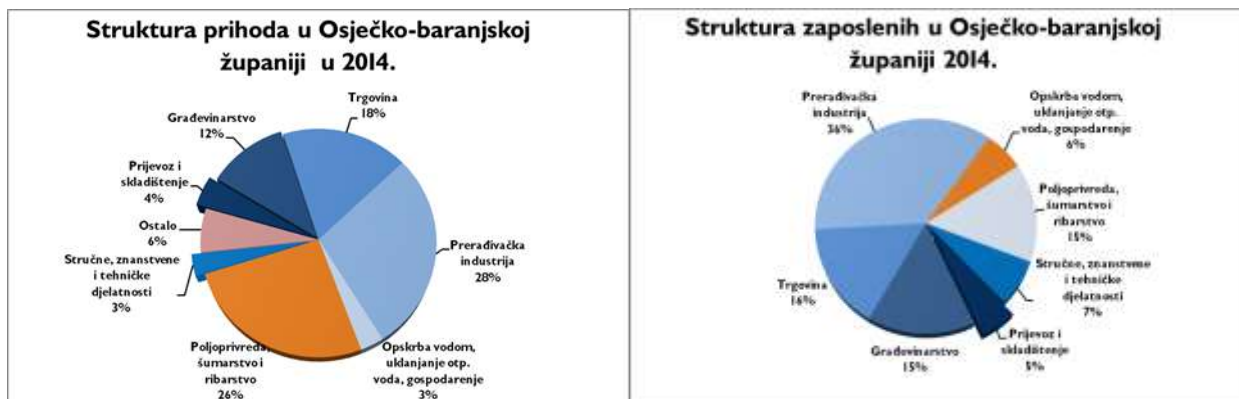 Struktura prihoda u Osječko-baranjskoj
županiji u 2014.
Trgovina
18%
Građevinarstvo
12%
Prijevoz i
skladištenje
4%
Ostalo
6%
Stručne, znanstvene
i tehničke
djelatnosti
3%
Poljoprivreda,
šumarstvo i
ribarstvo
26%
Opskrba vodom,
uklanjanje otp.
voda, gospodarenje
3%
Prerađivačka
industrija
28%
Struktura zaposlenih u Osječko-baranjskoj
županiji 2014.
Prerađivačka
industrija
36%
Opskrba vodom,
uklanjanje otp.
voda, gospodarenje
6%
Poljoprivreda,
šumarstvo i
ribarstvo
15%
Stručne, znanstvene
i tehničke
djelatnosti
7%
Prijevoz i
skladištenje
5%
Građevinarstvo
15%
Trgovina
16%